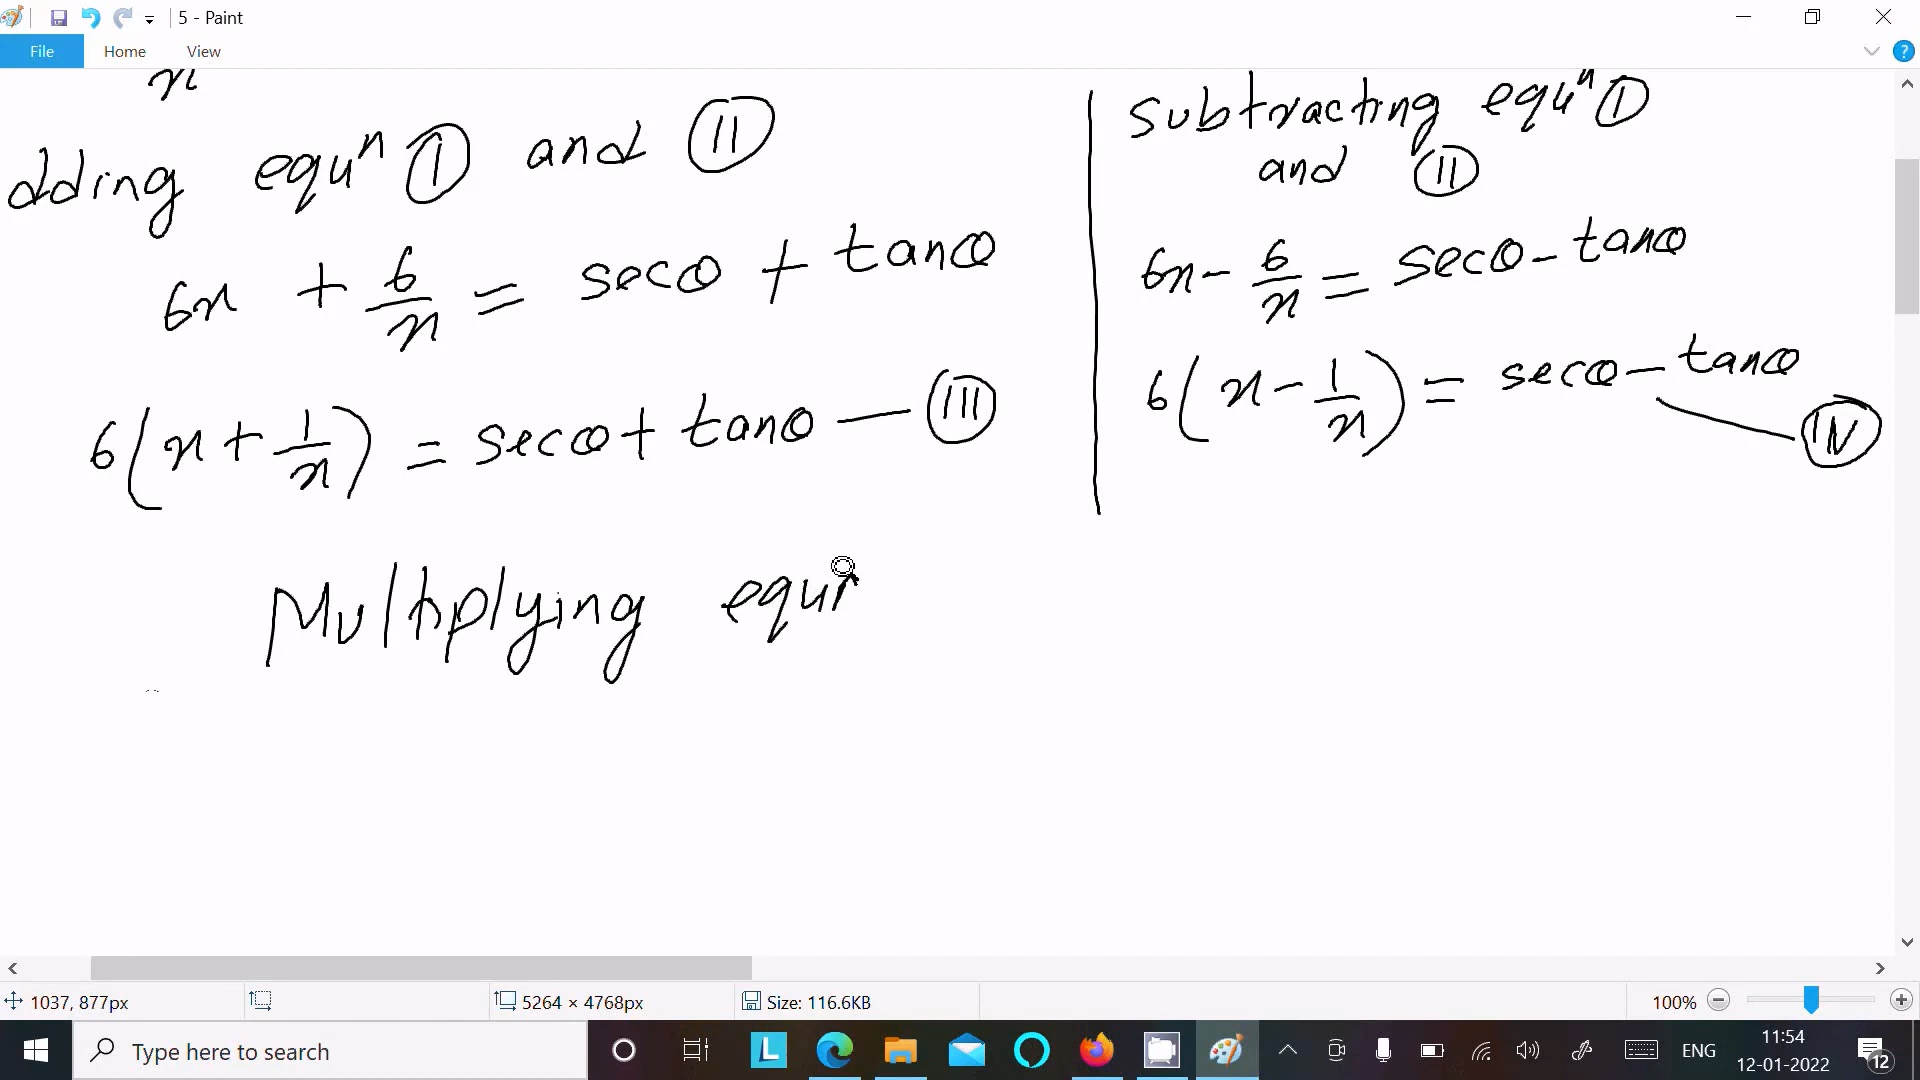 5 - Paint
File Home View
x
dding equⁿ (I) and (II)
6x + 6/x = secθ + tanθ
6(x + 1/x) = secθ + tanθ — (III)
subtracting equⁿ (I)
and (II)
6x - 6/x = secθ - tanθ
6(x - 1/x) = secθ - tanθ
— (IV)
Multiplying equn
1037, 877px 5264 × 4768px Size: 116.6KB 100%
Type here to search ENG 11:54
12-01-2022 12